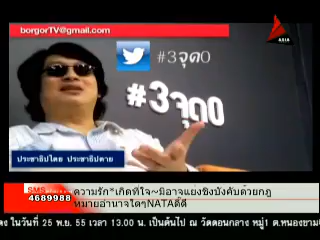 borgorTV@gmail.com
ASIA
#3จุด0
#3จุด0
ประชาธิปไตย ประชาธิปตาย
SMS
4689988
ความรัก*เกิดที่ใจ~มิอาจแยงชิงบังคับด้วยกฎ
หมายอำนาจใดๆNATAดี้ดี
ดง ในวันที่ 25 พ.ย. 55 เวลา 13.00 น. เป็นต้นไป ณ วัดดอนกลาง หมู่1 ต.หนองขาม